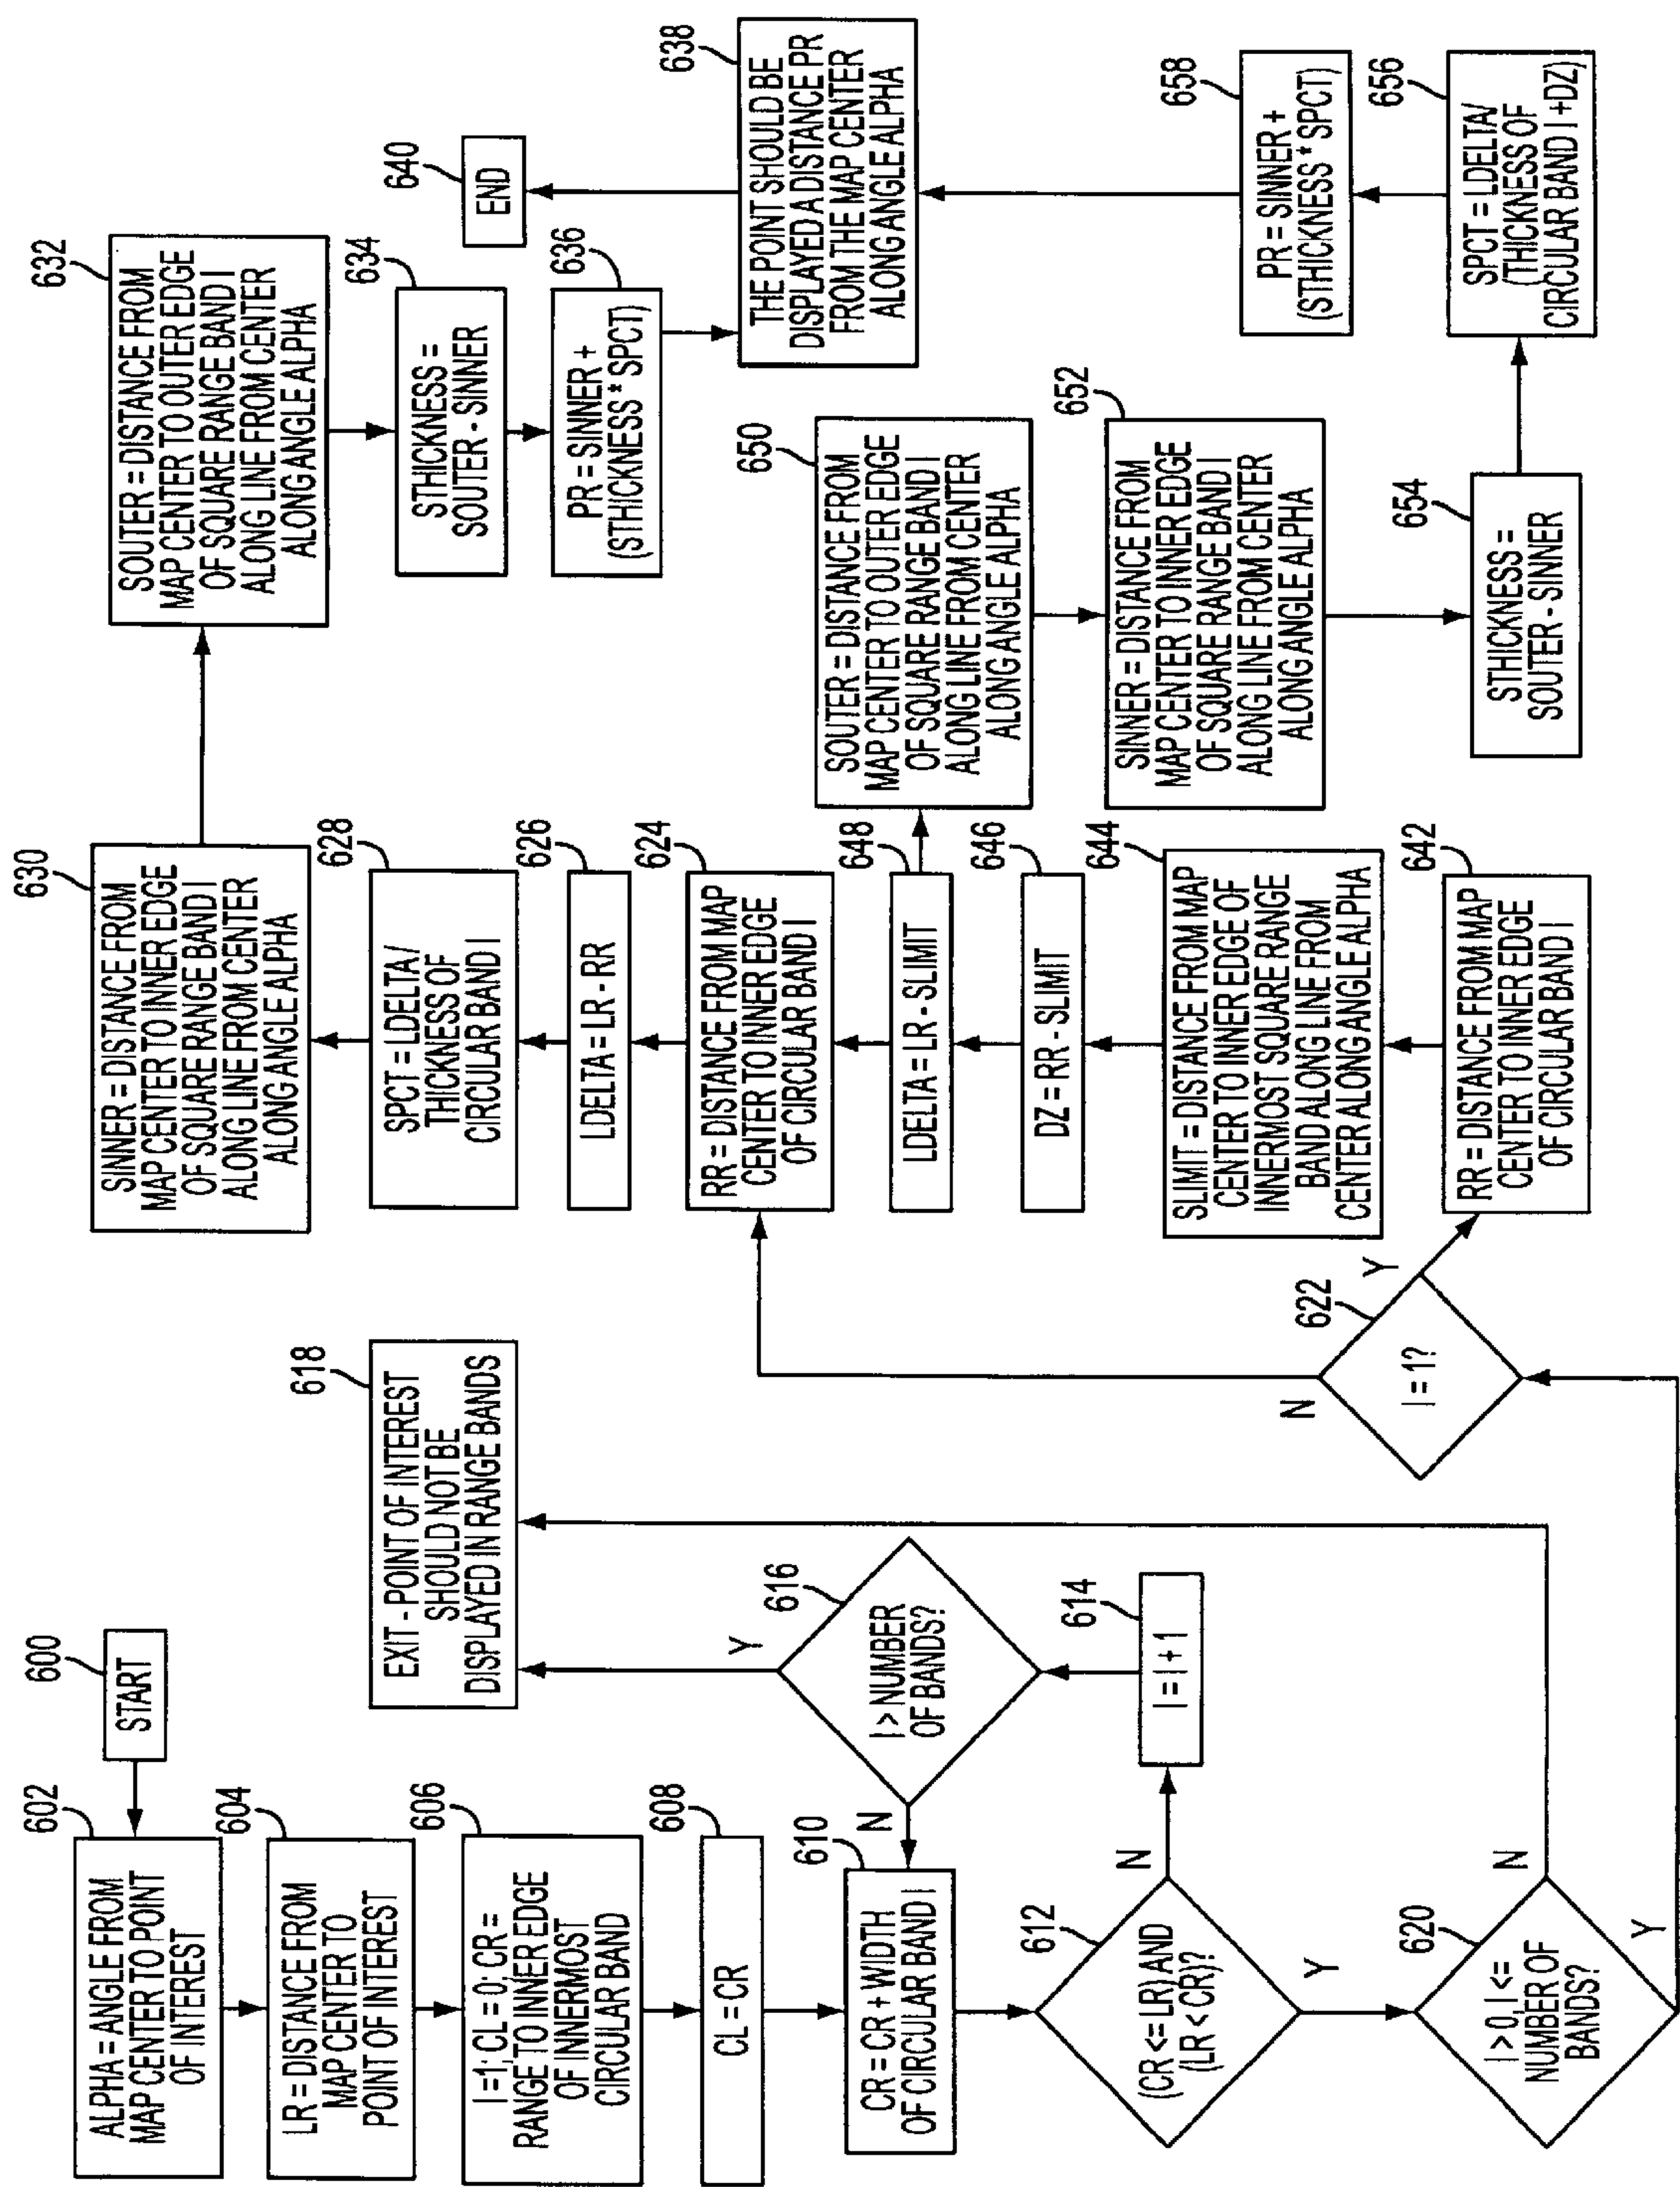 600
START
602
ALPHA = ANGLE FROM
MAP CENTER TO POINT
OF INTEREST
604
LR = DISTANCE FROM
MAP CENTER TO
POINT OF INTEREST
606
I =1; CL = 0; CR =
RANGE TO INNER EDGE
OF INNERMOST
CIRCULAR BAND
608
CL = CR
610
CR = CR + WIDTH
OF CIRCULAR BAND I
612
(CR <= LR) AND
(LR < CR)?
N
Y
614
I = I + 1
616
I > NUMBER
OF BANDS?
N
Y
618
EXIT - POINT OF INTEREST
SHOULD NOT BE
DISPLAYED IN RANGE BANDS
620
I > 0, I <=
NUMBER OF
BANDS?
N
Y
622
I = 1?
N
Y
624
RR = DISTANCE FROM MAP
CENTER TO INNER EDGE
OF CIRCULAR BAND I
626
LDELTA = LR - RR
628
SPCT = LDELTA /
THICKNESS OF
CIRCULAR BAND I
630
SINNER = DISTANCE FROM
MAP CENTER TO INNER EDGE
OF SQUARE RANGE BAND I
ALONG LINE FROM CENTER
ALONG ANGLE ALPHA
632
SOUTER = DISTANCE FROM
MAP CENTER TO OUTER EDGE
OF SQUARE RANGE BAND I
ALONG LINE FROM CENTER
ALONG ANGLE ALPHA
634
STHICKNESS =
SOUTER - SINNER
636
PR = SINNER +
(STHICKNESS * SPCT)
638
THE POINT SHOULD BE
DISPLAYED A DISTANCE PR
FROM THE MAP CENTER
ALONG ANGLE ALPHA
640
END
642
RR = DISTANCE FROM MAP
CENTER TO INNER EDGE
OF CIRCULAR BAND I
644
SLIMIT = DISTANCE FROM MAP
CENTER TO INNER EDGE OF
INNERMOST SQUARE RANGE
BAND ALONG LINE FROM
CENTER ALONG ANGLE ALPHA
646
DZ = RR - SLIMIT
648
LDELTA = LR - SLIMIT
650
SOUTER = DISTANCE FROM
MAP CENTER TO OUTER EDGE
OF SQUARE RANGE BAND I
ALONG LINE FROM CENTER
ALONG ANGLE ALPHA
652
SINNER = DISTANCE FROM
MAP CENTER TO INNER EDGE
OF SQUARE RANGE BAND I
ALONG LINE FROM CENTER
ALONG ANGLE ALPHA
654
STHICKNESS =
SOUTER - SINNER
656
SPCT = LDELTA/
(THICKNESS OF
CIRCULAR BAND I +DZ)
658
PR = SINNER +
(STHICKNESS * SPCT)